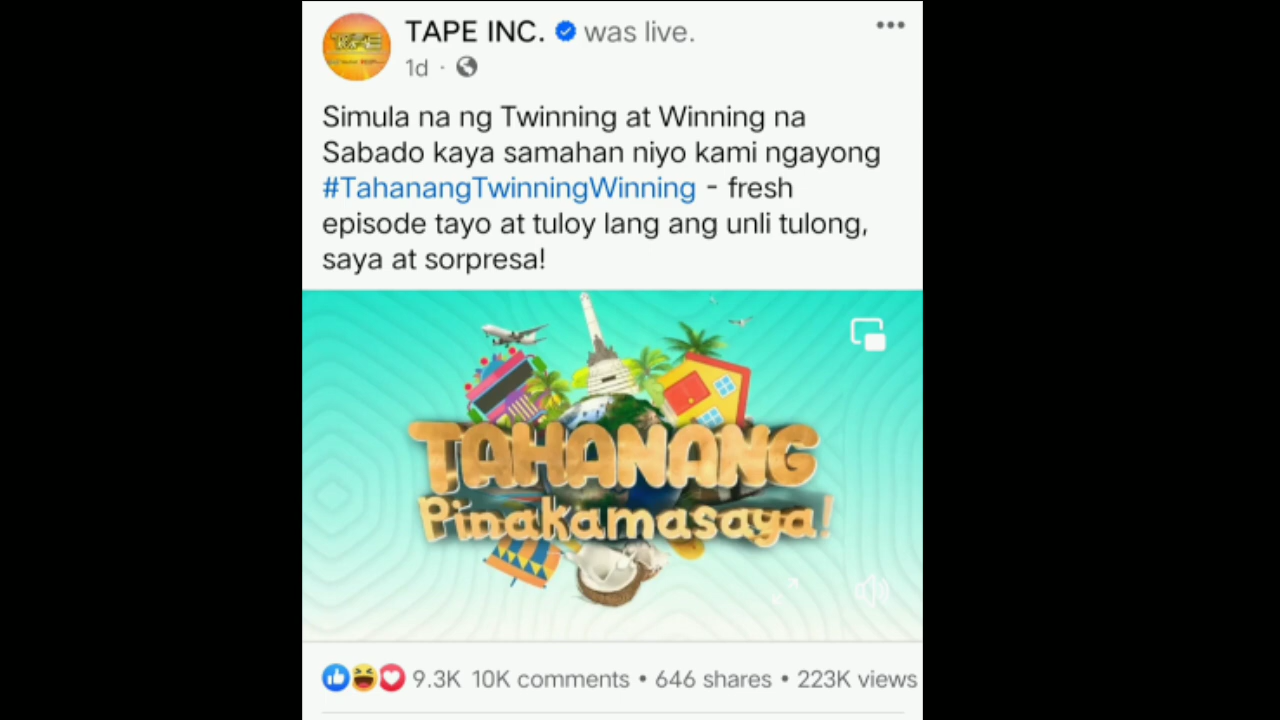 TAPE INC. was live.
1d ·
Simula na ng Twinning at Winning na
Sabado kaya samahan niyo kami ngayong
#TahanangTwinningWinning - fresh
episode tayo at tuloy lang ang unli tulong,
saya at sorpresa!
TAHANANG
Pinakamasaya!
9.3K 10K comments • 646 shares • 223K views